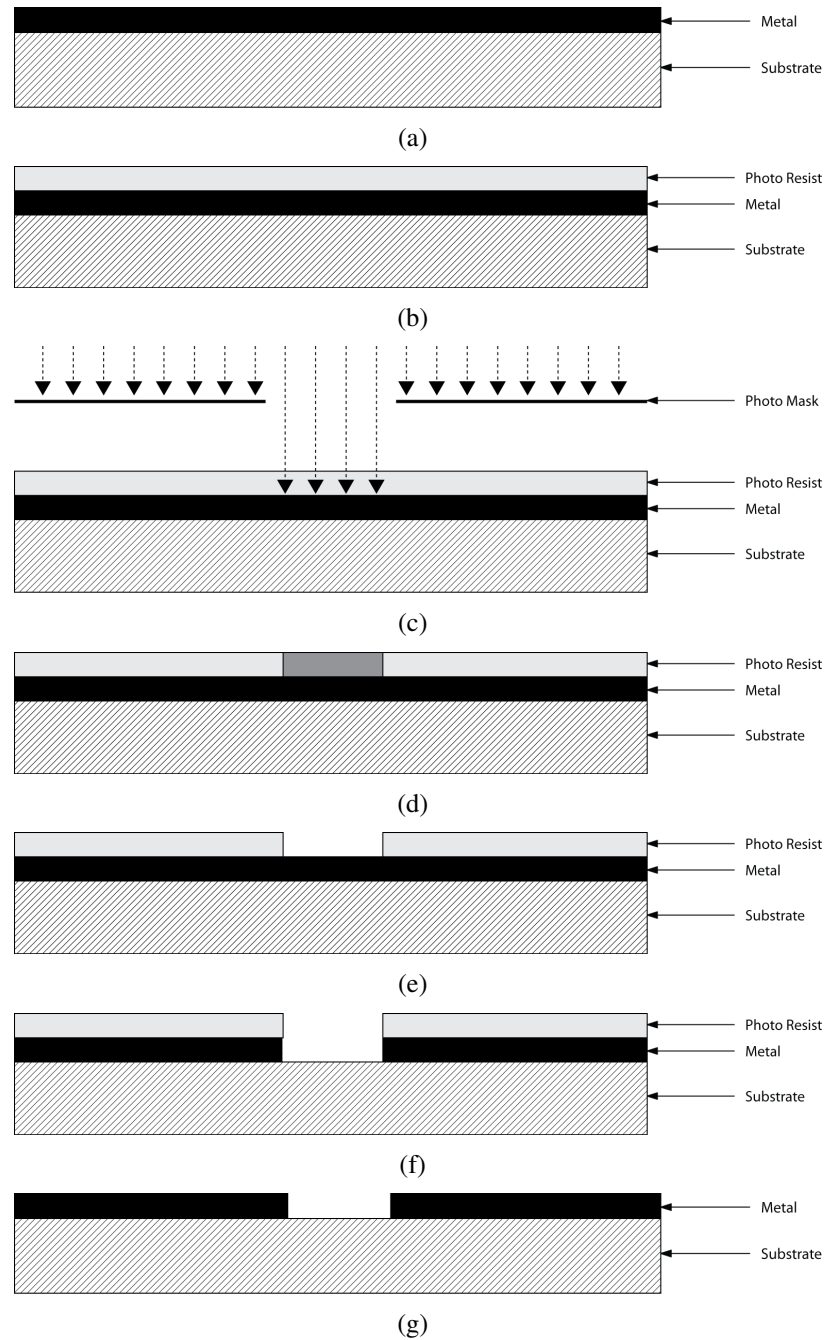 Metal
Substrate
(a)
Photo Resist
Metal
Substrate
(b)
Photo Mask
Photo Resist
Metal
Substrate
(c)
Photo Resist
Metal
Substrate
(d)
Photo Resist
Metal
Substrate
(e)
Photo Resist
Metal
Substrate
(f)
Metal
Substrate
(g)